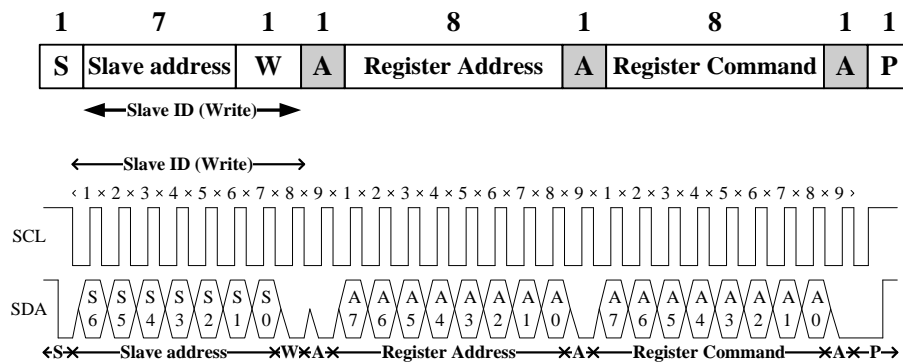 1 7 1 1 8 1 8 1 1
S Slave address W A Register Address A Register Command A P
Slave ID (Write)
Slave ID (Write)
1 × 2 × 3 × 4 × 5 × 6 × 7 × 8 × 9 × 1 × 2 × 3 × 4 × 5 × 6 × 7 × 8 × 9 × 1 × 2 × 3 × 4 × 5 × 6 × 7 × 8 × 9
SCL
SDA S6 S5 S4 S3 S2 S1 S0 A7 A6 A5 A4 A3 A2 A1 A0 A7 A6 A5 A4 A3 A2 A1 A0
S Slave address W A Register Address A Register Command A P